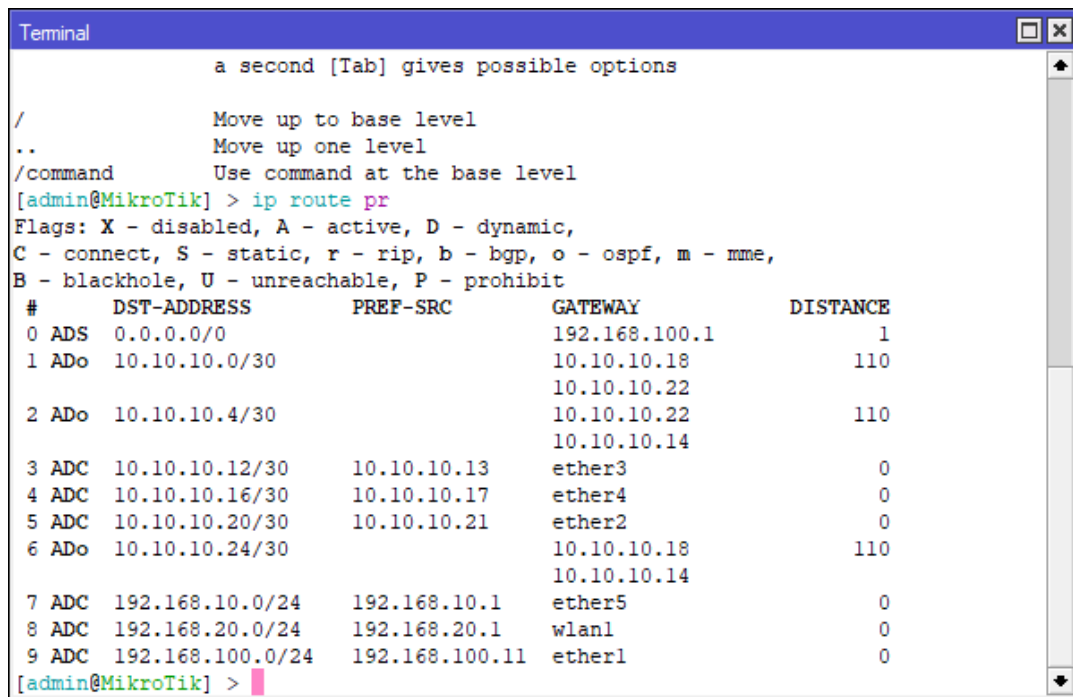 Terminal
a second [Tab] gives possible options
/ Move up to base level
.. Move up one level
/command Use command at the base level
[admin@MikroTik] > ip route pr
Flags: X - disabled, A - active, D - dynamic,
C - connect, S - static, r - rip, b - bgp, o - ospf, m - mme,
B - blackhole, U - unreachable, P - prohibit
# DST-ADDRESS PREF-SRC GATEWAY DISTANCE
0 ADS 0.0.0.0/0 192.168.100.1 1
1 ADo 10.10.10.0/30 10.10.10.18 110
10.10.10.22
2 ADo 10.10.10.4/30 10.10.10.22 110
10.10.10.14
3 ADC 10.10.10.12/30 10.10.10.13 ether3 0
4 ADC 10.10.10.16/30 10.10.10.17 ether4 0
5 ADC 10.10.10.20/30 10.10.10.21 ether2 0
6 ADo 10.10.10.24/30 10.10.10.18 110
10.10.10.14
7 ADC 192.168.10.0/24 192.168.10.1 ether5 0
8 ADC 192.168.20.0/24 192.168.20.1 wlan1 0
9 ADC 192.168.100.0/24 192.168.100.11 ether1 0
[admin@MikroTik] >